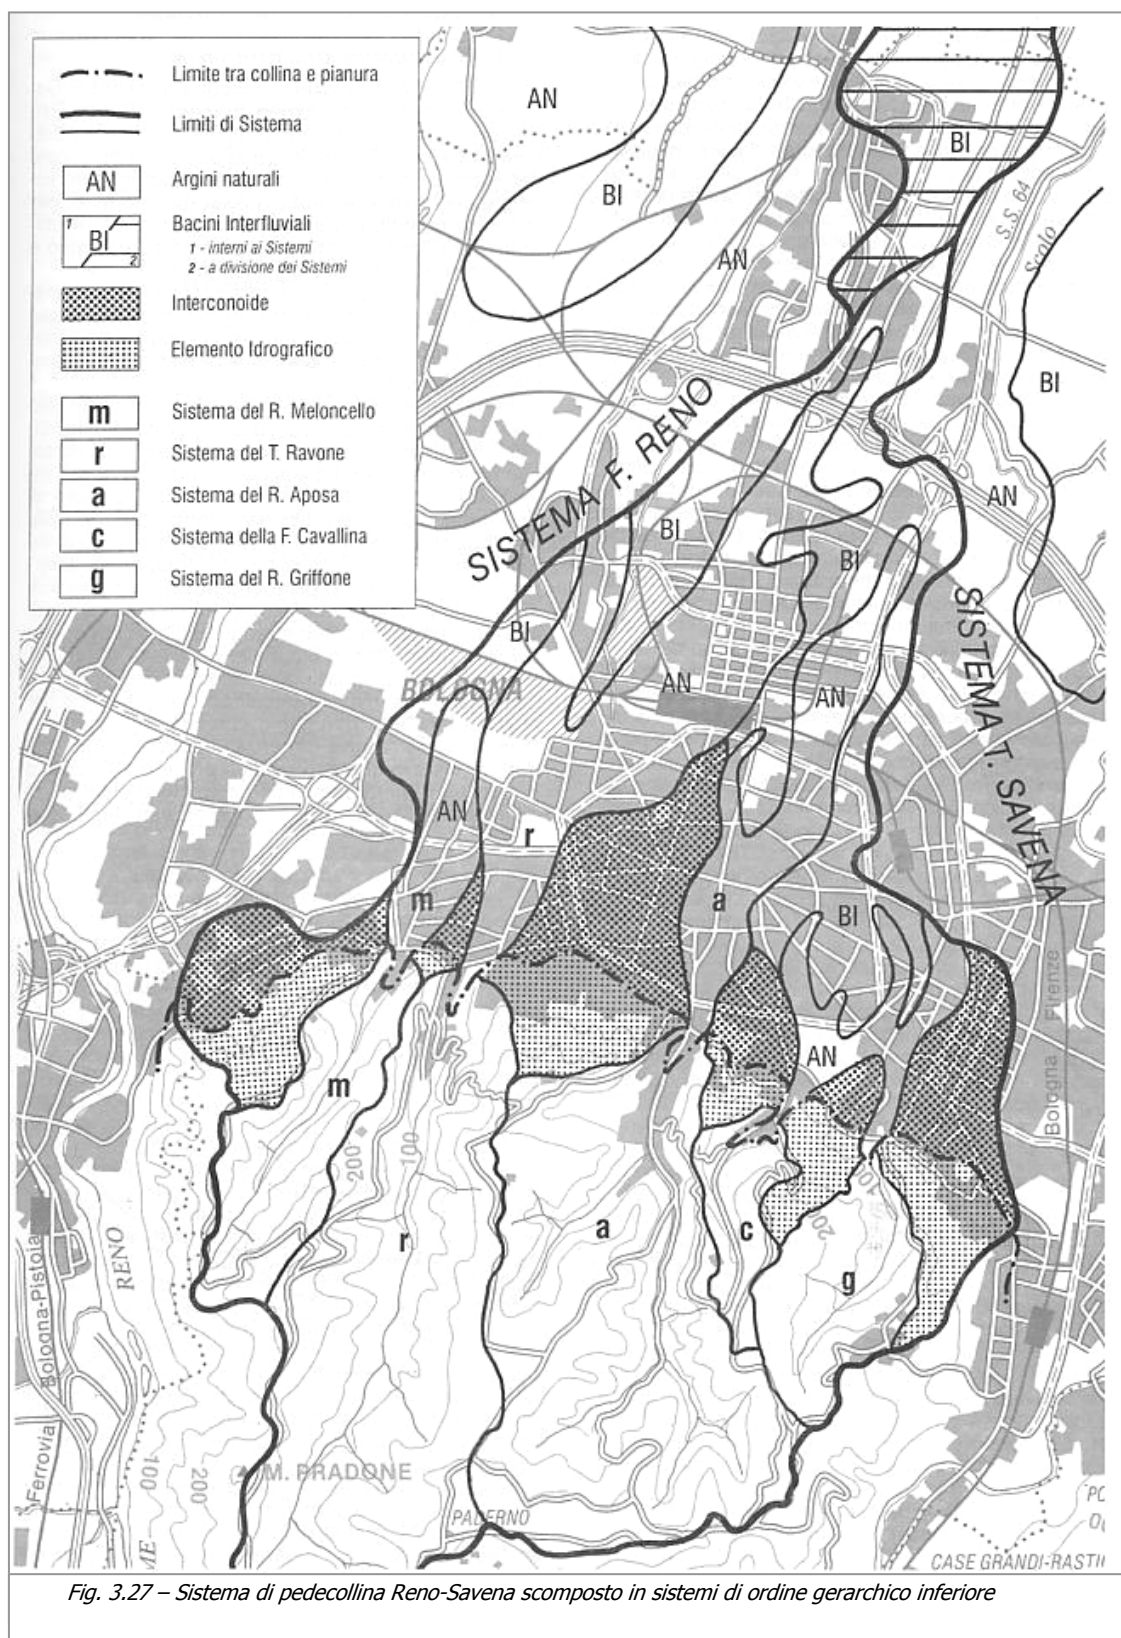 Limite tra collina e pianura
Limiti di Sistema
AN Argini naturali
1 BI 2 Bacini Interfluviali
1 - interni ai Sistemi
2 - a divisione dei Sistemi
Interconoide
Elemento Idrografico
m Sistema del R. Meloncello
r Sistema del T. Ravone
a Sistema del R. Aposa
c Sistema della F. Cavallina
g Sistema del R. Griffone
AN
BI
BI
AN
S.S. 64
Scolo
BI
SISTEMA F. RENO
AN
BI
BI
SISTEMA T. SAVENA
BI
BOLOGNA
AN
AN
AN
r
m
a
BI
Bologna Firenze
AN
m
200
100
100
200
r
a
c
g
RENO
Bologna-Pistoia
Ferrovia
100
200
M. PRADONE
PADERNO
ME
CASE GRANDI-RASTI
Fig. 3.27 – Sistema di pedecollina Reno-Savena scomposto in sistemi di ordine gerarchico inferiore